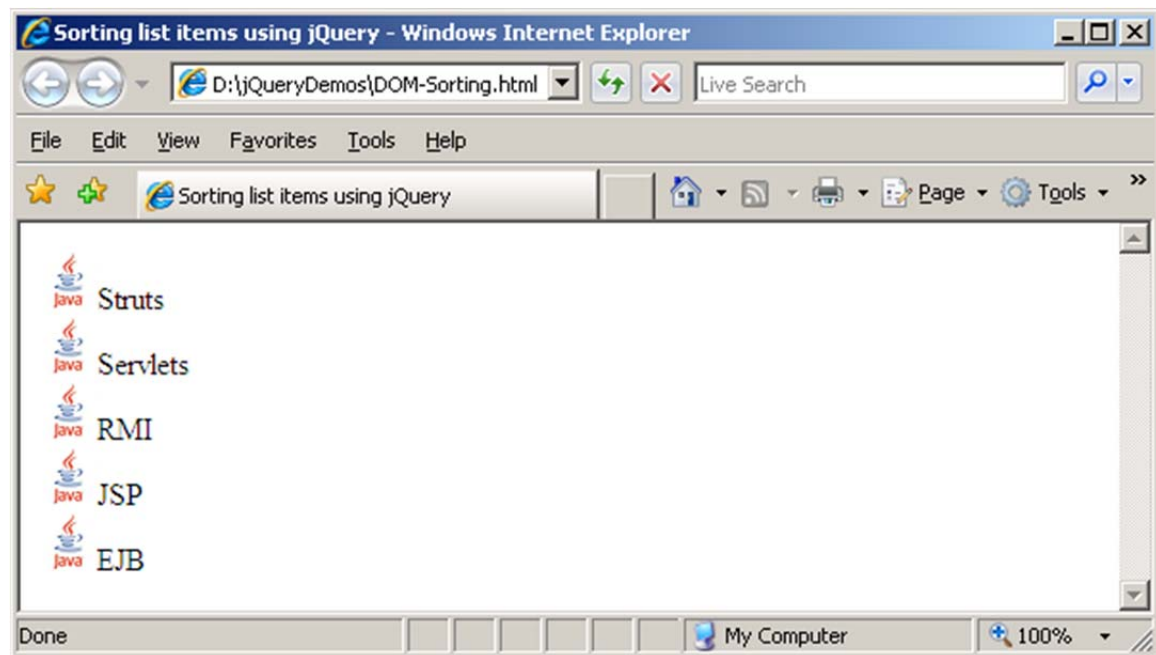 Sorting list items using jQuery - Windows Internet Explorer
D:\jQueryDemos\DOM-Sorting.html
Live Search
File Edit View Favorites Tools Help
Sorting list items using jQuery
Page Tools »
Java Struts
Java Servlets
Java RMI
Java JSP
Java EJB
Done
My Computer
100%